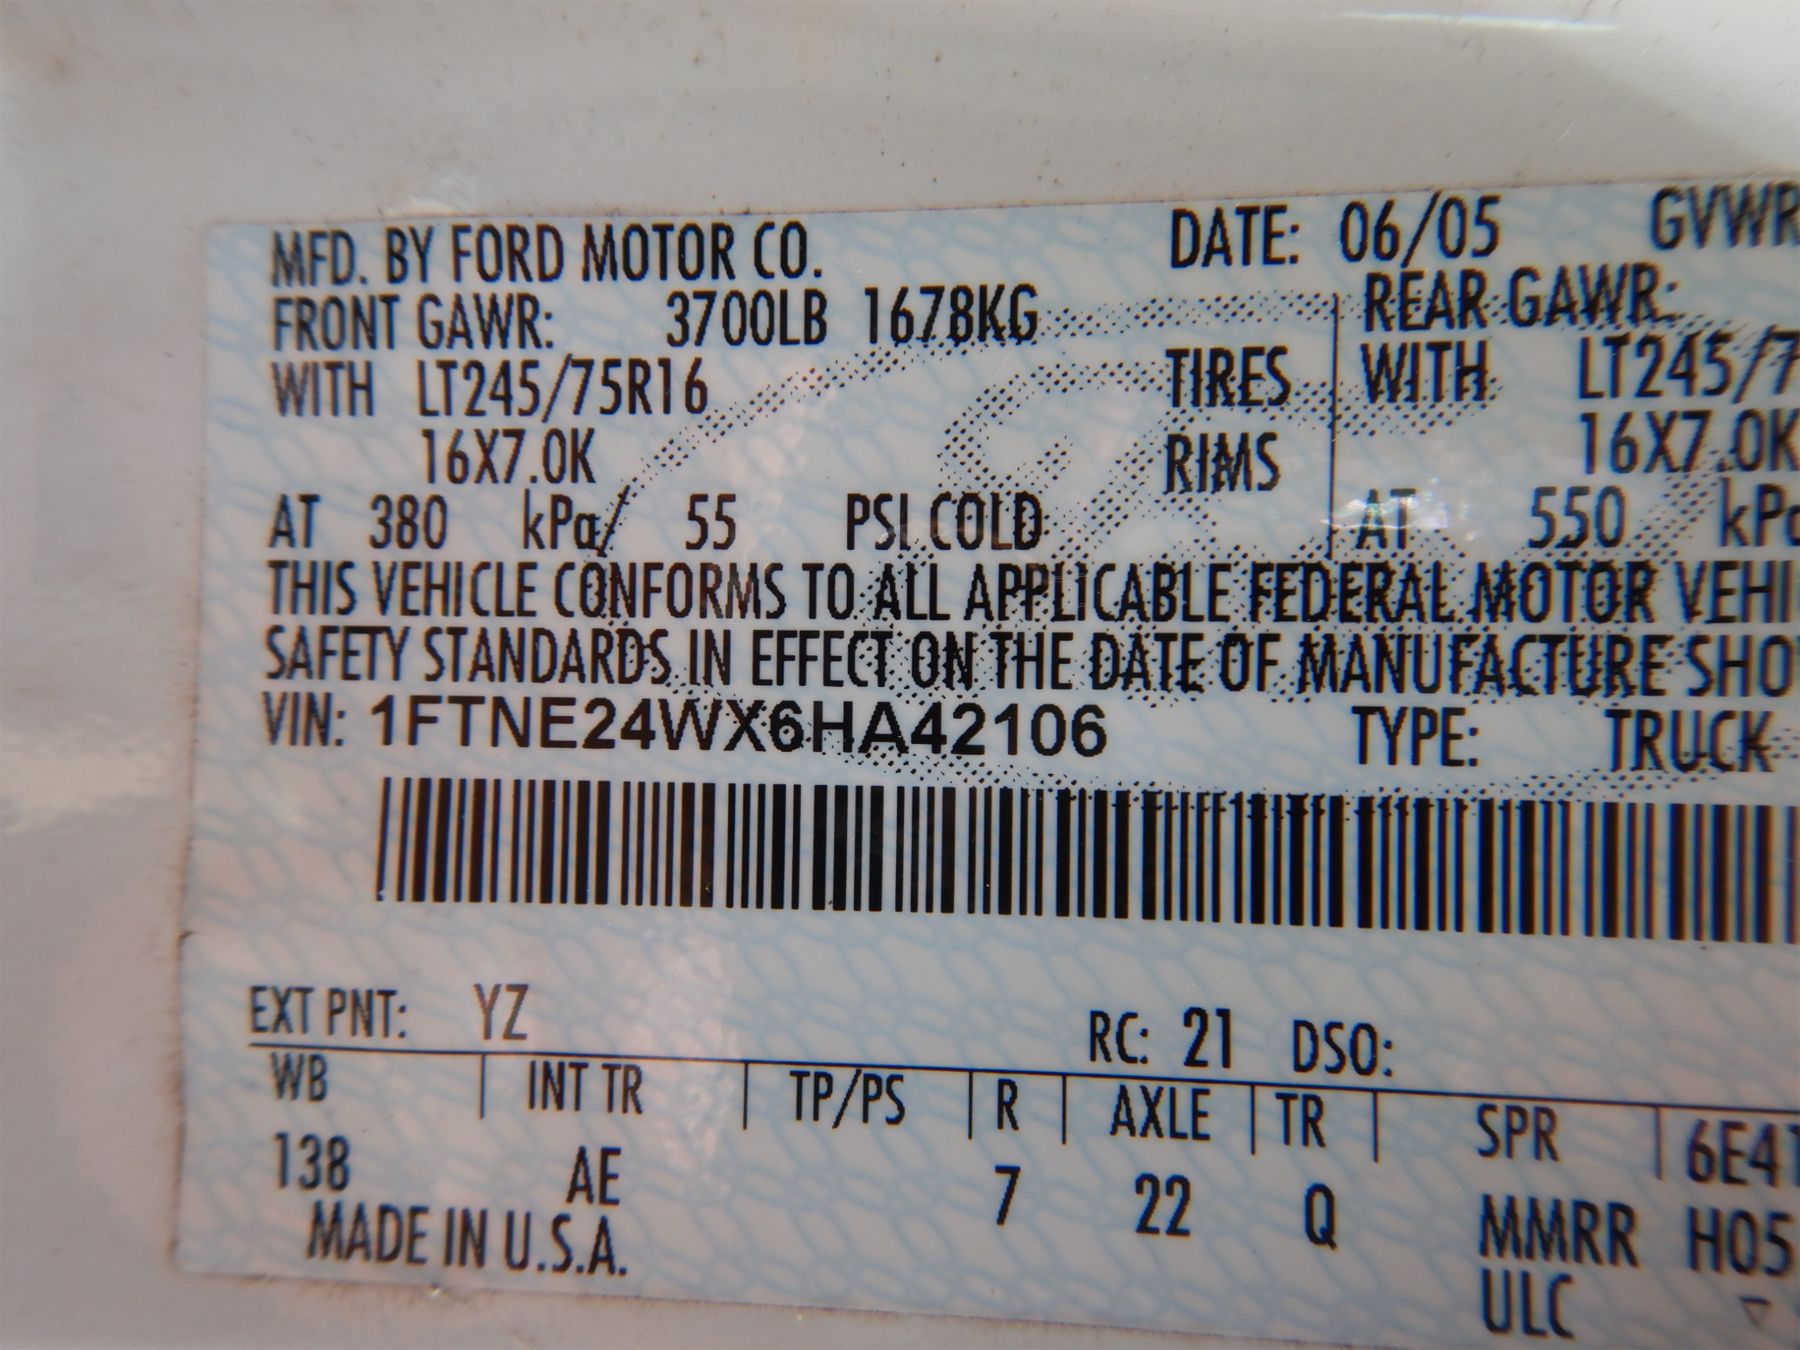 MFD. BY FORD MOTOR CO. DATE: 06/05 GVWR
FRONT GAWR: 3700LB 1678KG REAR GAWR:
WITH LT245/75R16 TIRES WITH LT245/7
16X7.0K RIMS 16X7.0K
AT 380 kPa/ 55 PSI COLD AT 550 kPa
THIS VEHICLE CONFORMS TO ALL APPLICABLE FEDERAL MOTOR VEHI
SAFETY STANDARDS IN EFFECT ON THE DATE OF MANUFACTURE SHO
VIN: 1FTNE24WX6HA42106 TYPE: TRUCK
EXT PNT: YZ RC: 21 DSO:
WB INT TR TP/PS R AXLE TR SPR 6E4T
138 AE 7 22 Q MMRR H05
MADE IN U.S.A. ULC